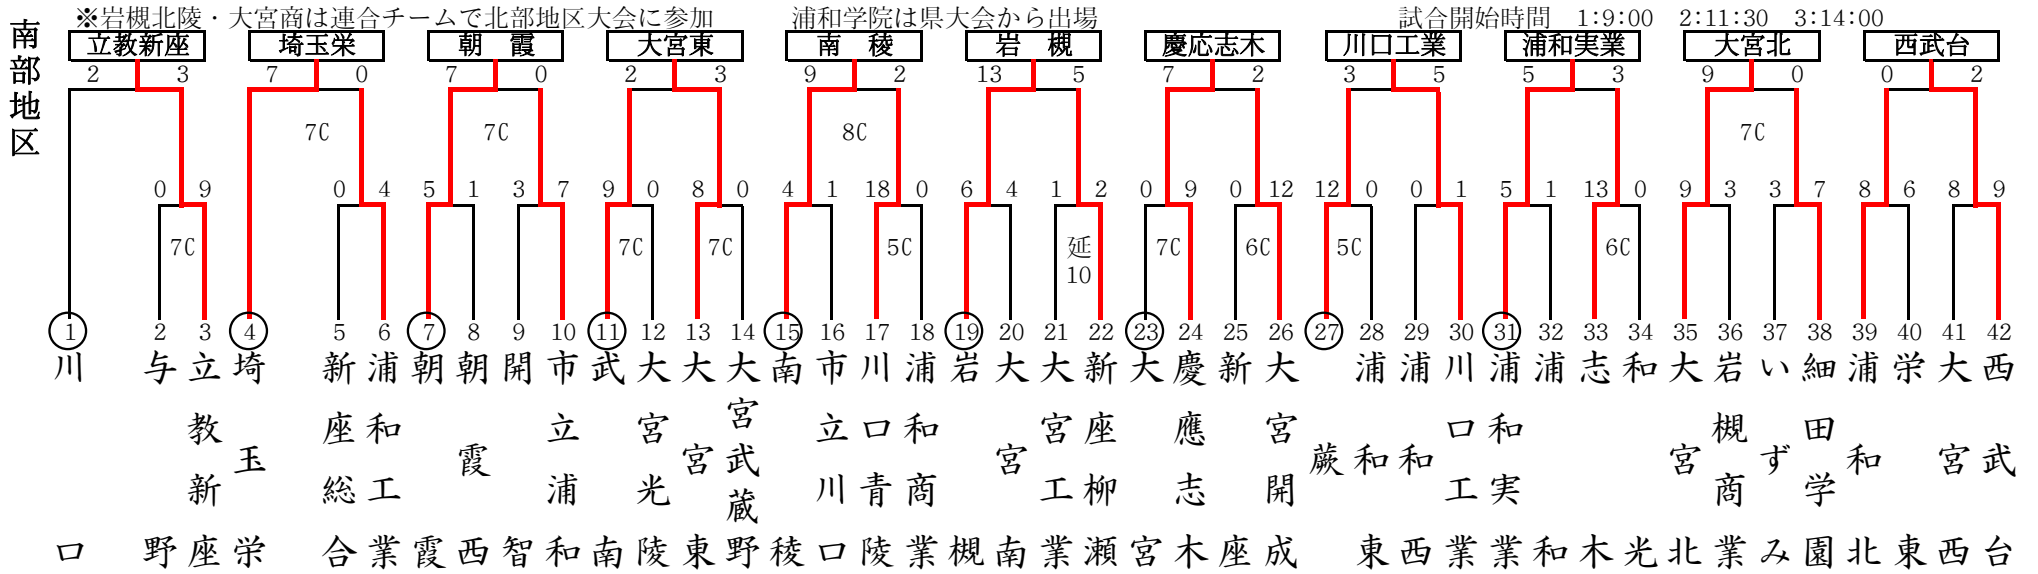 ※岩槻北陵・大宮商は連合チームで北部地区大会に参加 浦和学院は県大会から出場 試合開始時間 1:9:00 2:11:30 3:14:00
南部地区
立教新座 埼玉栄 朝霞 大宮東 南稜 岩槻 慶応志木 川口工業 浦和実業 大宮北 西武台
2 3 7 0 7 0 2 3 9 2 13 5 7 2 3 5 5 3 9 0 0 2
7C 7C 8C 7C
0 9 0 4 5 1 3 7 9 0 8 0 4 1 18 0 6 4 1 2 0 9 0 12 12 0 0 1 5 1 13 0 9 3 3 7 8 6 8 9
7C 7C 7C 5C 延10 7C 6C 5C 6C
1 2 3 4 5 6 7 8 9 10 11 12 13 14 15 16 17 18 19 20 21 22 23 24 25 26 27 28 29 30 31 32 33 34 35 36 37 38 39 40 41 42
川口
与野
立教新座
埼玉栄
新座総合
浦和工業
朝霞
朝霞西
開智
市立浦和
武南
大宮光陵
大宮東
大宮武蔵野
南稜
市立川口
川口青陵
浦和商業
岩槻
大宮南
大宮工業
新座柳瀬
大宮
慶應志木
新座
大宮開成
蕨
浦和東
浦和西
川口工業
浦和実業
浦和
志木
和光
大宮北
岩槻商業
いずみ
細田学園
浦和北
栄東
大宮西
西武台